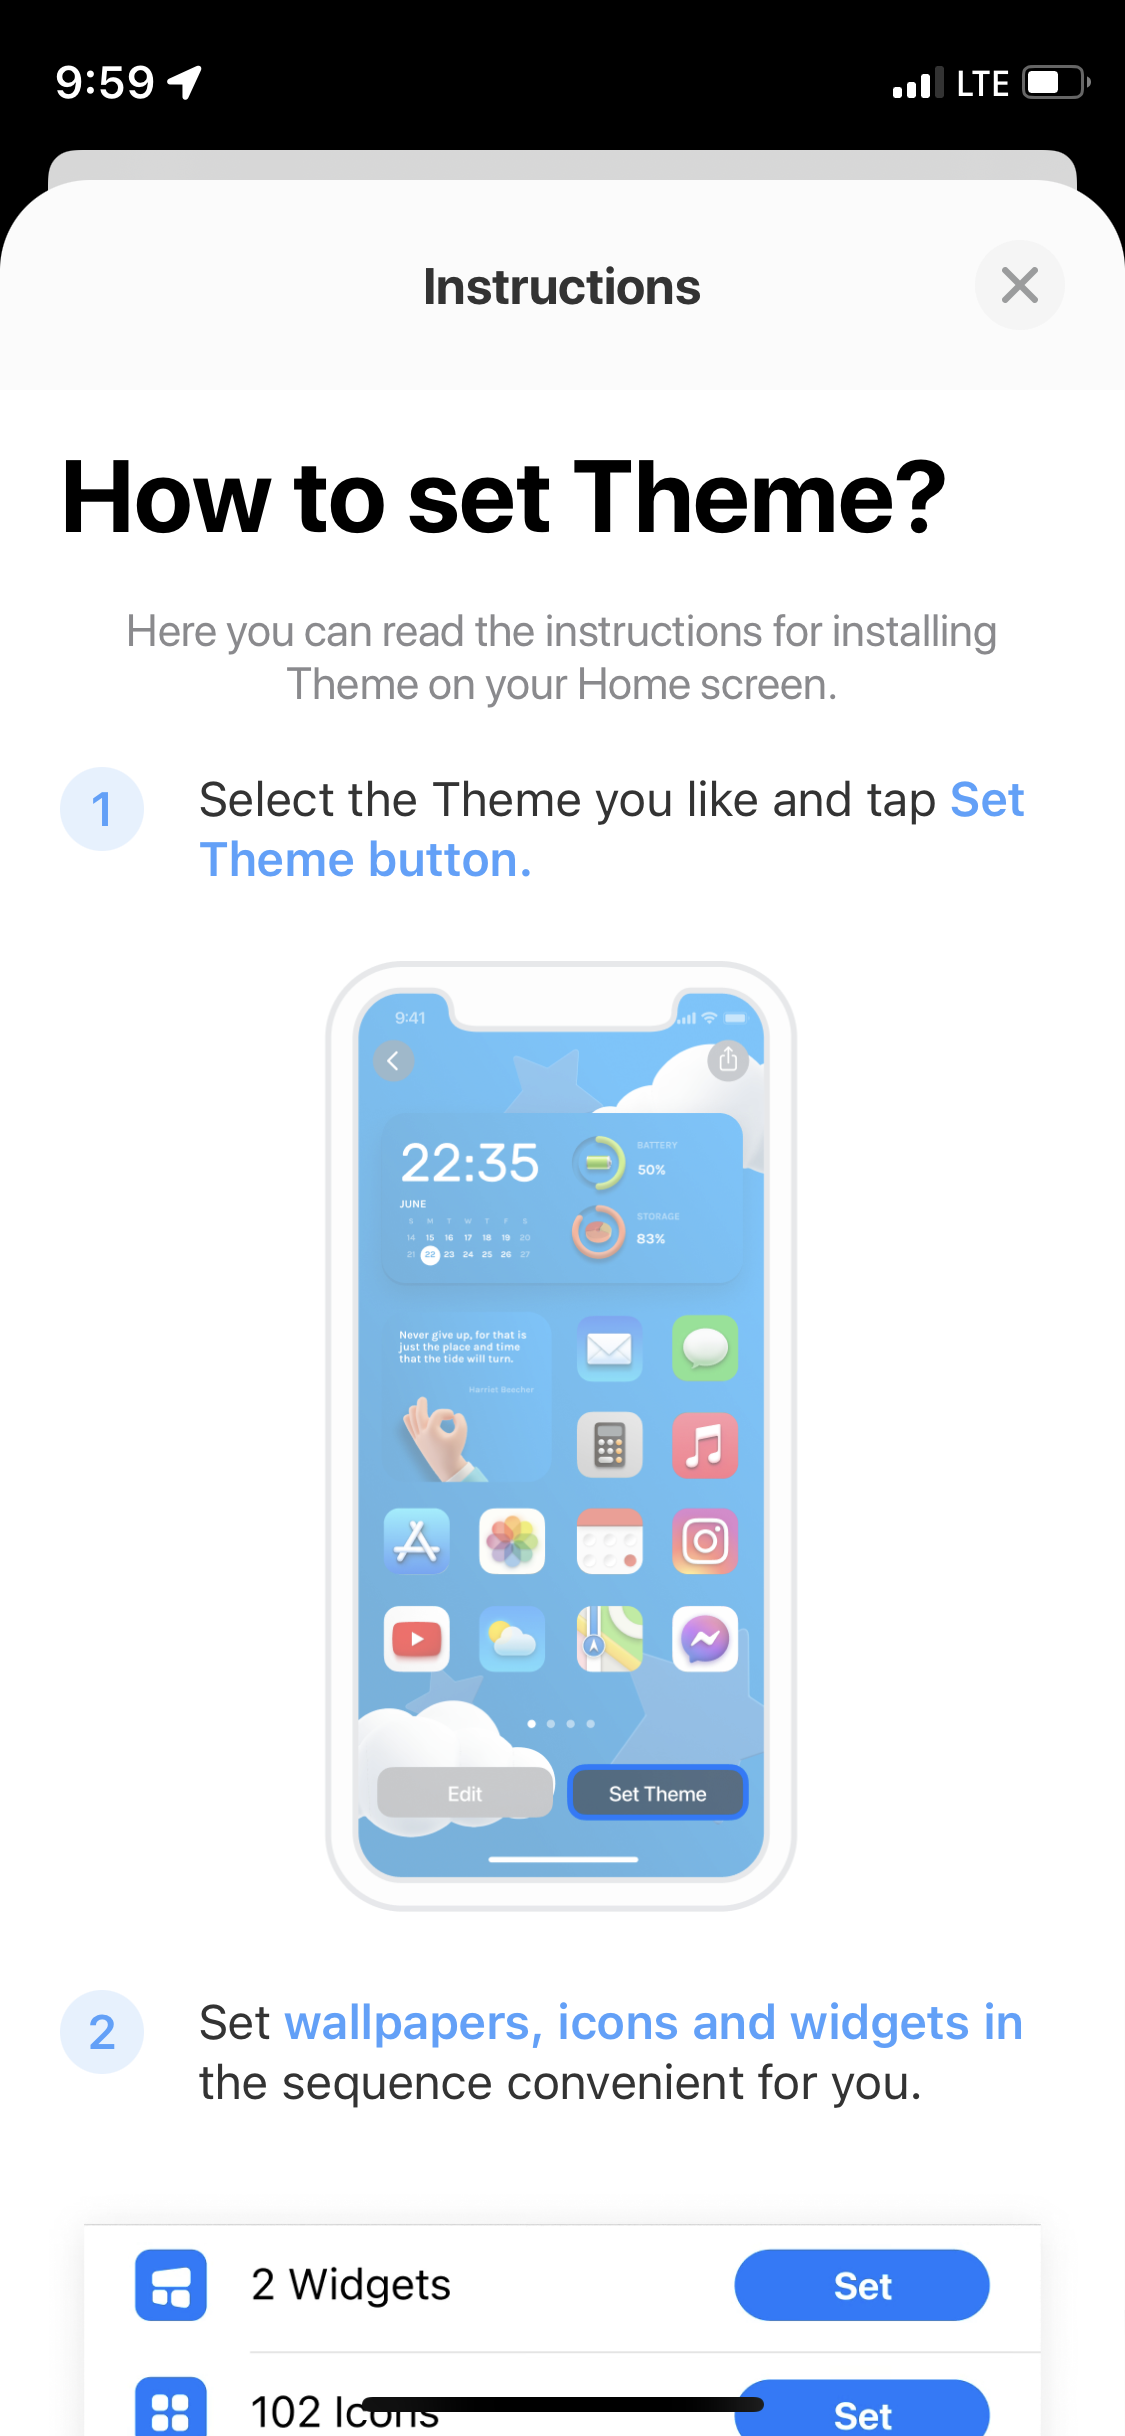 9:59
LTE
Instructions
How to set Theme?
Here you can read the instructions for installing
Theme on your Home screen.
1
Select the Theme you like and tap Set
Theme button.
9:41
22:35
BATTERY
50%
JUNE
STORAGE
83%
S M T W T F S
14 15 16 17 18 19 20
21 22 23 24 25 26 27
Never give up, for that is
just the place and time
that the tide will turn.
Harriet Beecher
Edit
Set Theme
2
Set wallpapers, icons and widgets in
the sequence convenient for you.
2 Widgets
Set
102 Icons
Set